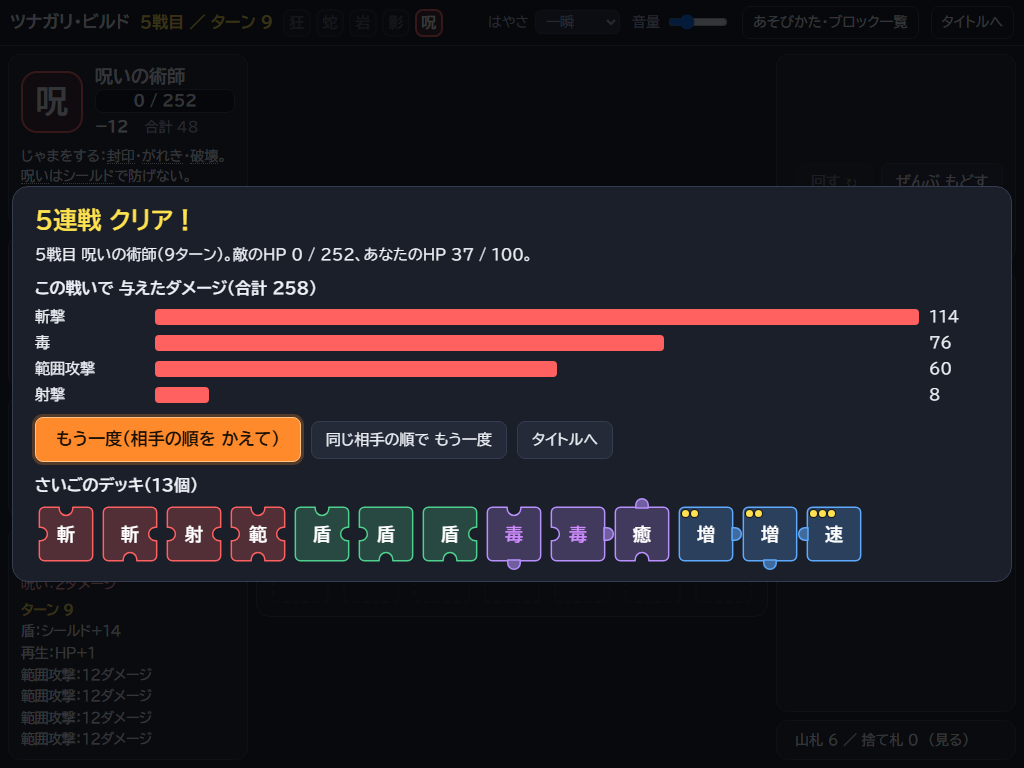 ツナガリ・ビルド 5戦目 ／ ターン 9 狂 蛇 岩 影 呪 はやさ 一瞬 音量 あそびかた・ブロック一覧 タイトルへ
呪 呪いの術師
0 / 252
−12 合計 48
じゃまをする：封印・がれき・破壊。
呪いはシールドで防げない。
回す ↻ ぜんぶ もどす
5連戦 クリア！
5戦目 呪いの術師（9ターン）。敵のHP 0 / 252、あなたのHP 37 / 100。
この戦いで 与えたダメージ（合計 258）
斬撃 114
毒 76
範囲攻撃 60
射撃 8
もう一度（相手の順を かえて） 同じ相手の順で もう一度 タイトルへ
さいごのデッキ（13個）
斬 斬 射 範 盾 盾 盾 毒 毒 癒 増 増 速
呪い：2ダメージ
ターン 9
盾：シールド+14
再生：HP+1
範囲攻撃：12ダメージ
範囲攻撃：12ダメージ
範囲攻撃：12ダメージ
範囲攻撃：12ダメージ
山札 6 ／ 捨て札 0 （見る）